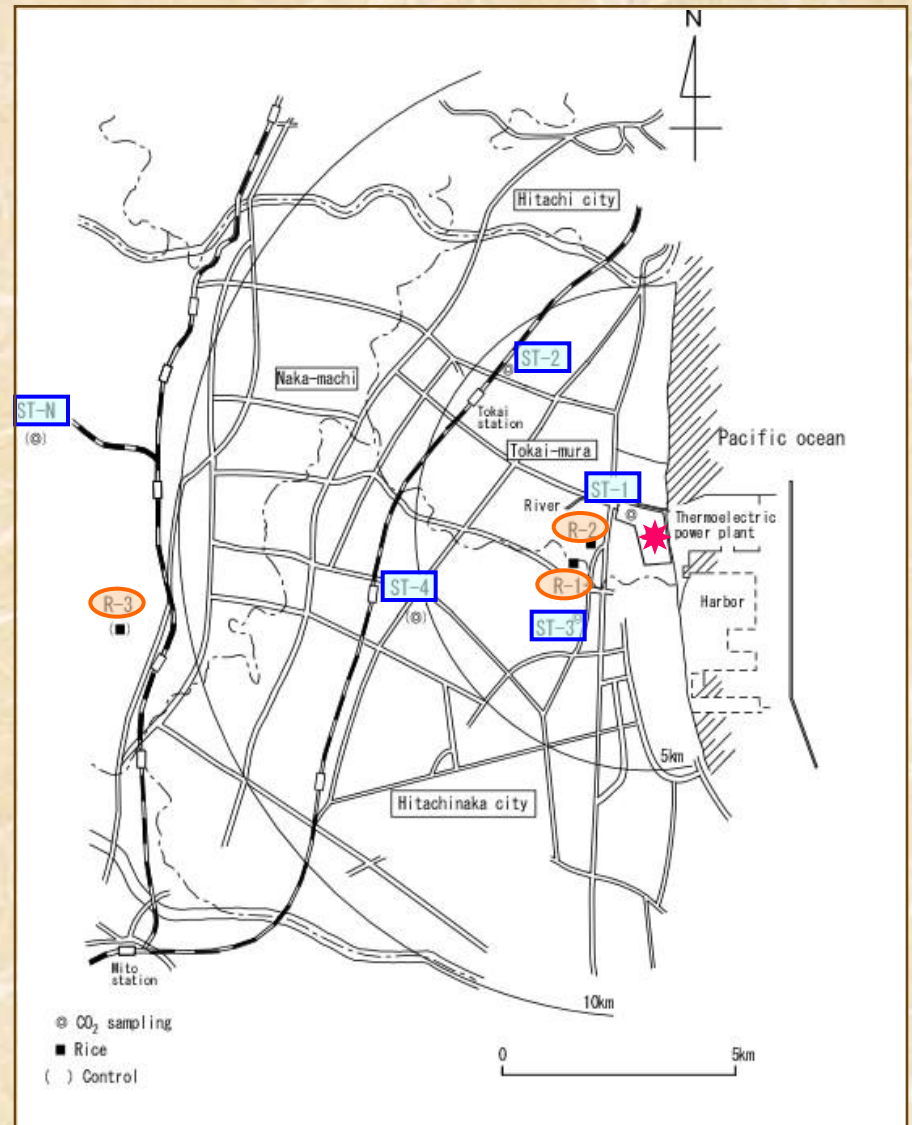 N
Hitachi city
ST-2
Naka-machi
ST-N
Tokai
station
Pacific ocean
Tokai-mura
ST-1
River
Thermoelectric
power plant
R-2
R-1
ST-4
R-3
Harbor
ST-3
5km
Hitachinaka city
Mito
station
10km
◎ CO₂ sampling
■ Rice
( ) Control
0 5km